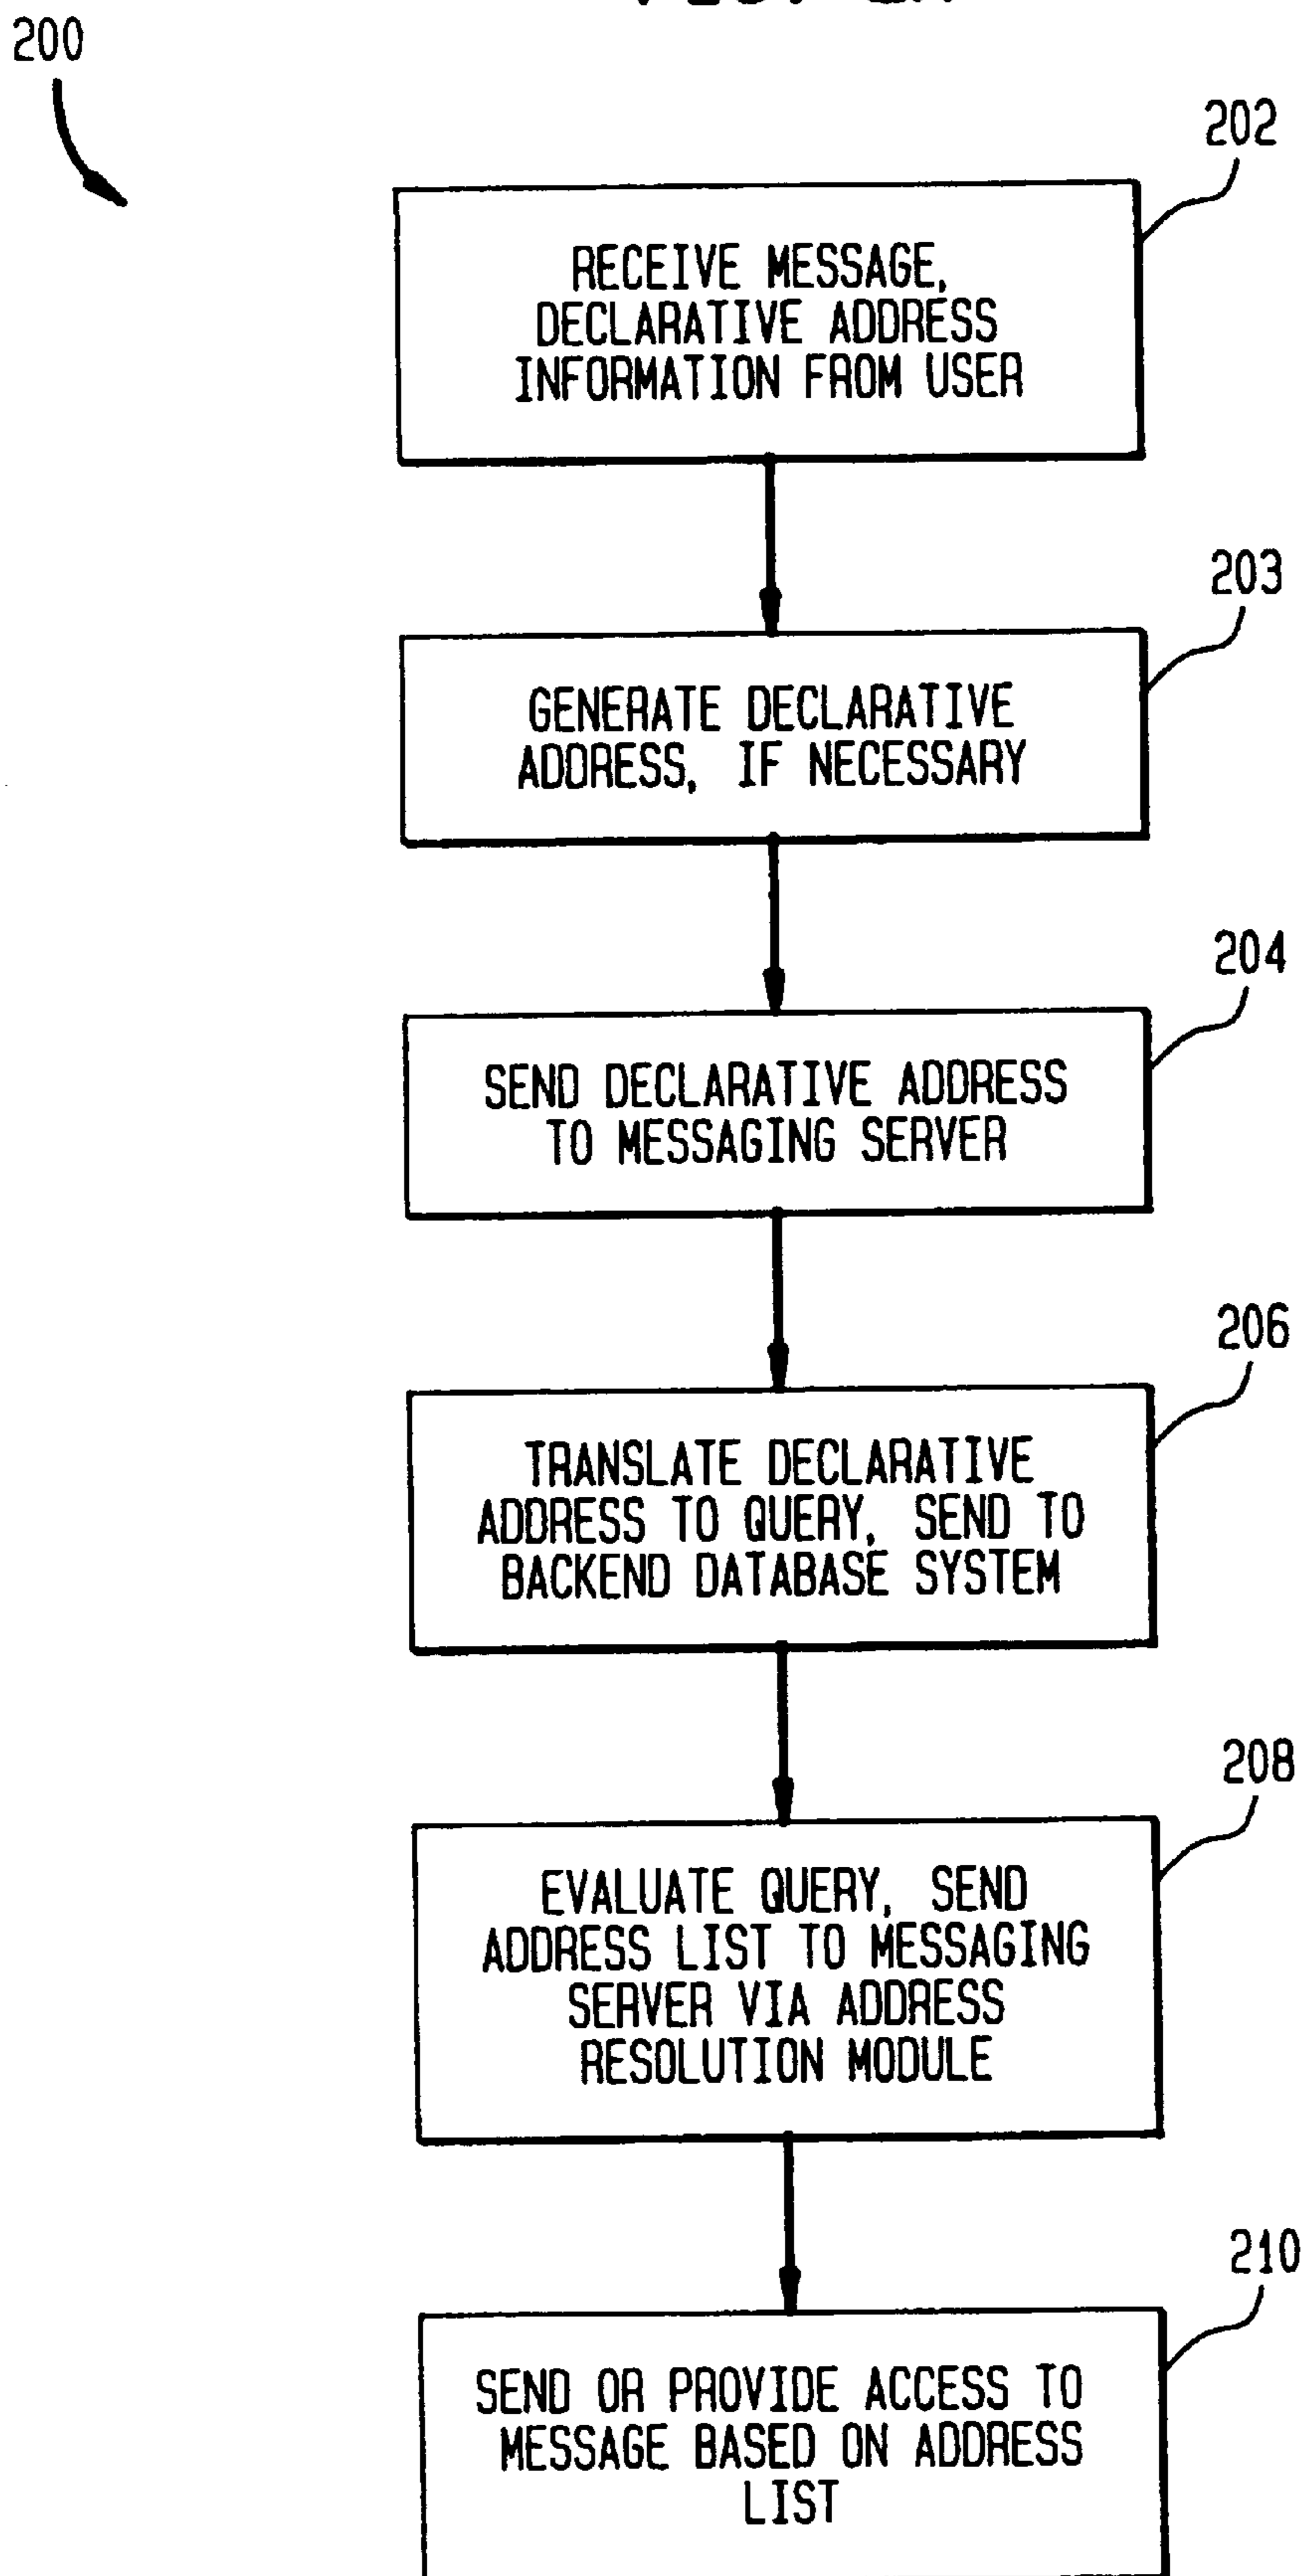 200
202
RECEIVE MESSAGE,
DECLARATIVE ADDRESS
INFORMATION FROM USER
203
GENERATE DECLARATIVE
ADDRESS, IF NECESSARY
204
SEND DECLARATIVE ADDRESS
TO MESSAGING SERVER
206
TRANSLATE DECLARATIVE
ADDRESS TO QUERY, SEND TO
BACKEND DATABASE SYSTEM
208
EVALUATE QUERY, SEND
ADDRESS LIST TO MESSAGING
SERVER VIA ADDRESS
RESOLUTION MODULE
210
SEND OR PROVIDE ACCESS TO
MESSAGE BASED ON ADDRESS
LIST